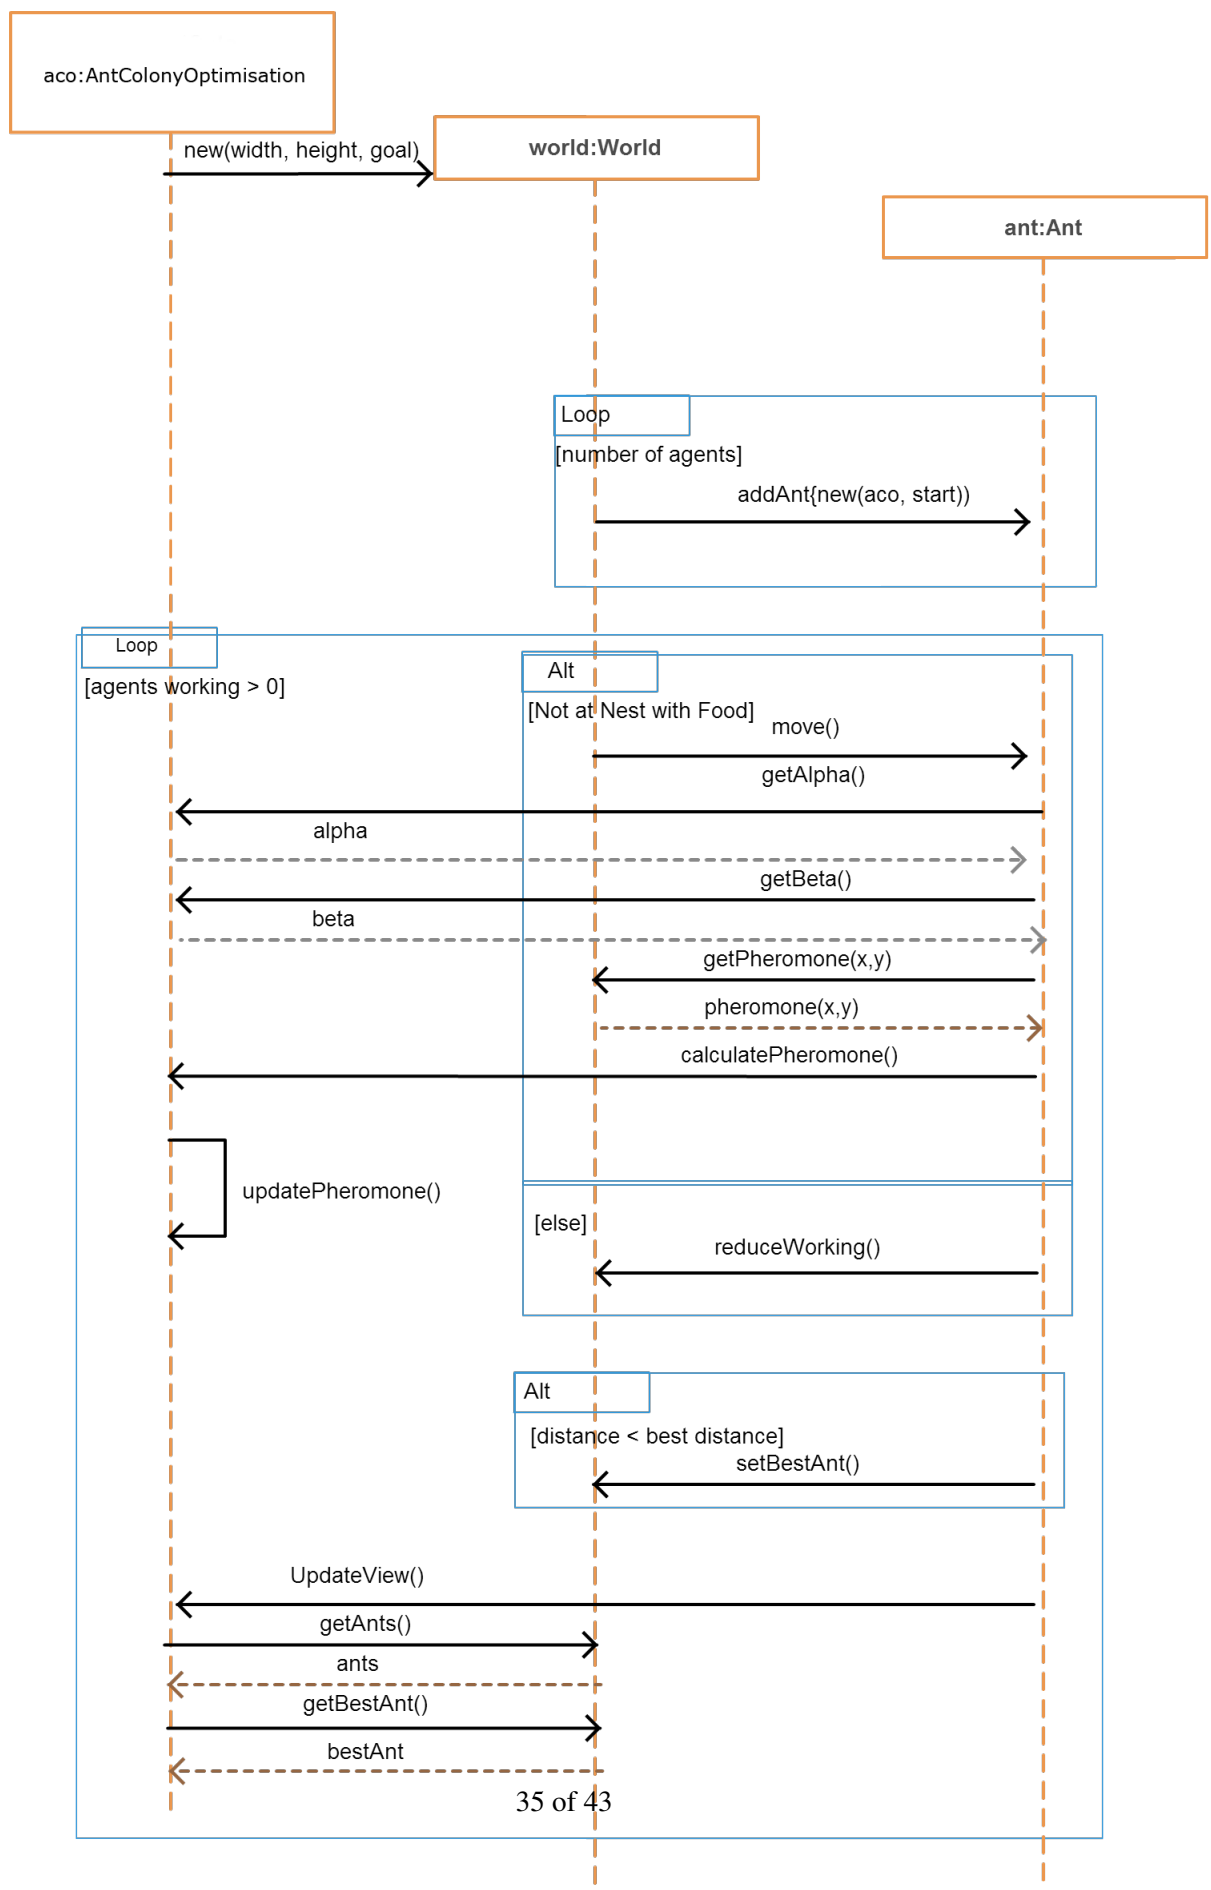 aco:AntColonyOptimisation
new(width, height, goal)
world:World
ant:Ant
Loop
[number of agents]
addAnt{new(aco, start))
Loop
[agents working > 0]
Alt
[Not at Nest with Food]
move()
getAlpha()
alpha
getBeta()
beta
getPheromone(x,y)
pheromone(x,y)
calculatePheromone()
updatePheromone()
[else]
reduceWorking()
Alt
[distance < best distance]
setBestAnt()
UpdateView()
getAnts()
ants
getBestAnt()
bestAnt
35 of 43